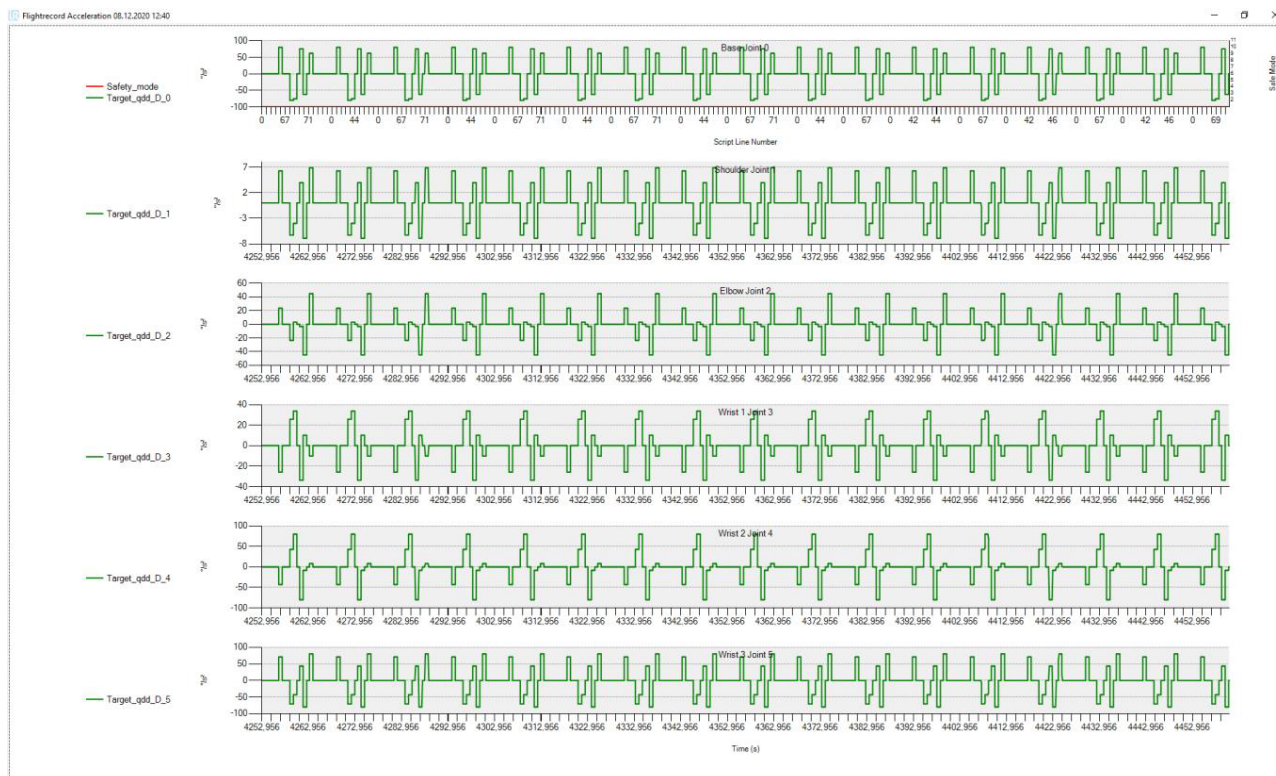 Flightrecord Acceleration 08.12.2020 12:40
Base Joint 0
100
50
0
-50
-100
Safety_mode
Target_qdd_D_0
Safe Mode
0 67 71 0 44 0 67 71 0 44 0 67 71 0 44 0 67 71 0 44 0 67 71 0 44 0 67 0 42 44 0 67 0 42 46 0 67 0 42 46 0 69
Script Line Number
Shoulder Joint 1
7
2
-3
-8
Target_qdd_D_1
4252,956 4262,956 4272,956 4282,956 4292,956 4302,956 4312,956 4322,956 4332,956 4342,956 4352,956 4362,956 4372,956 4382,956 4392,956 4402,956 4412,956 4422,956 4432,956 4442,956 4452,956
Elbow Joint 2
60
40
20
0
-20
-40
-60
Target_qdd_D_2
4252,956 4262,956 4272,956 4282,956 4292,956 4302,956 4312,956 4322,956 4332,956 4342,956 4352,956 4362,956 4372,956 4382,956 4392,956 4402,956 4412,956 4422,956 4432,956 4442,956 4452,956
Wrist 1 Joint 3
40
20
0
-20
-40
Target_qdd_D_3
4252,956 4262,956 4272,956 4282,956 4292,956 4302,956 4312,956 4322,956 4332,956 4342,956 4352,956 4362,956 4372,956 4382,956 4392,956 4402,956 4412,956 4422,956 4432,956 4442,956 4452,956
Wrist 2 Joint 4
100
50
0
-50
-100
Target_qdd_D_4
4252,956 4262,956 4272,956 4282,956 4292,956 4302,956 4312,956 4322,956 4332,956 4342,956 4352,956 4362,956 4372,956 4382,956 4392,956 4402,956 4412,956 4422,956 4432,956 4442,956 4452,956
Wrist 3 Joint 5
100
50
0
-50
-100
Target_qdd_D_5
4252,956 4262,956 4272,956 4282,956 4292,956 4302,956 4312,956 4322,956 4332,956 4342,956 4352,956 4362,956 4372,956 4382,956 4392,956 4402,956 4412,956 4422,956 4432,956 4442,956 4452,956
Time (s)